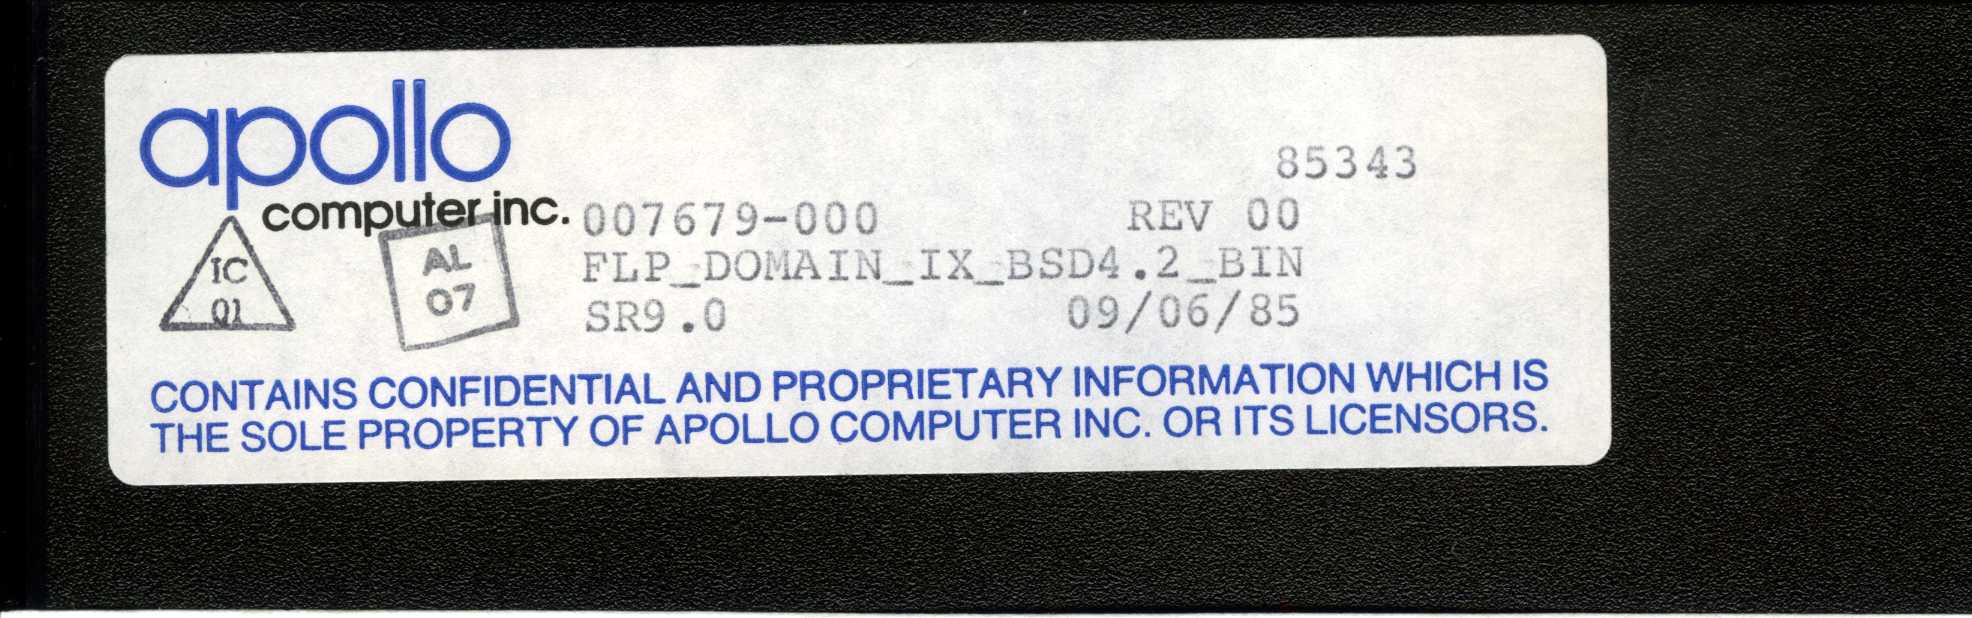 apollo
computer inc.
85343
007679-000 REV 00
FLP_DOMAIN_IX_BSD4.2_BIN
SR9.0 09/06/85
IC
01
AL
07
CONTAINS CONFIDENTIAL AND PROPRIETARY INFORMATION WHICH IS
THE SOLE PROPERTY OF APOLLO COMPUTER INC. OR ITS LICENSORS.